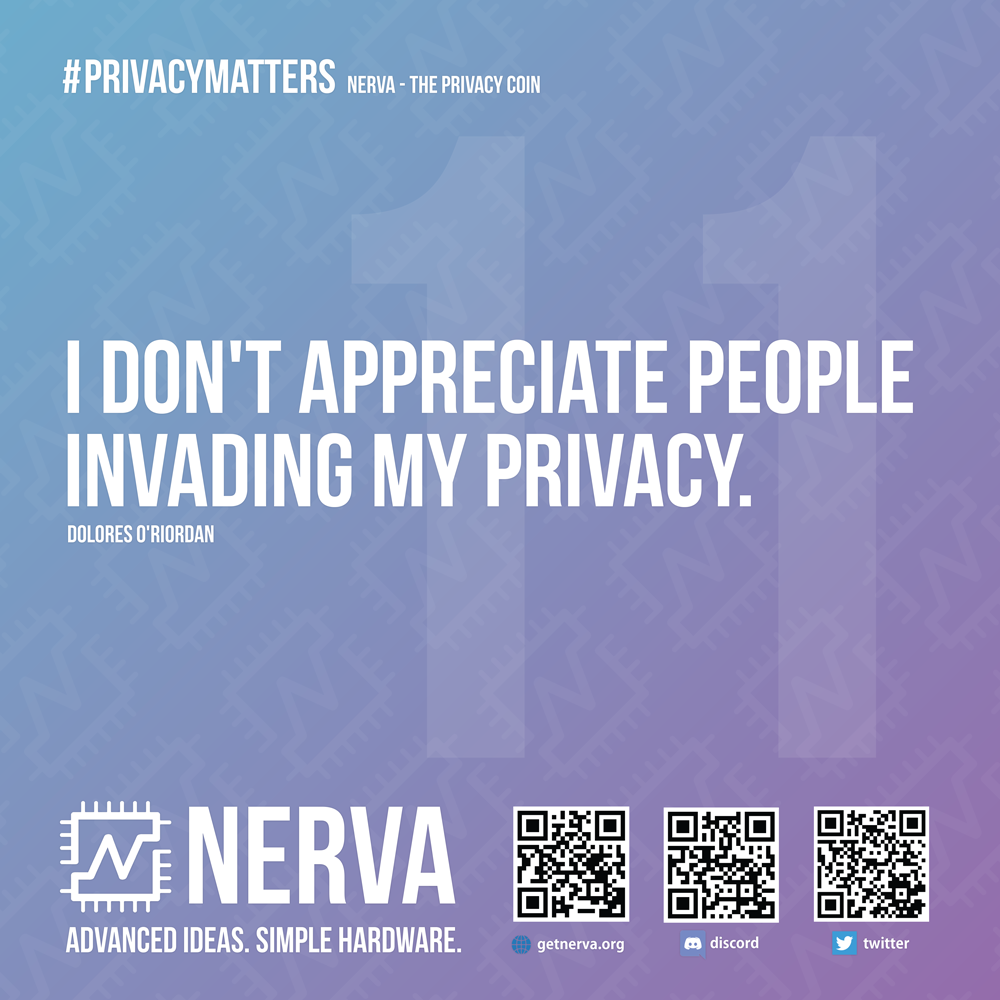 #PRIVACYMATTERS NERVA - THE PRIVACY COIN
11
I DON'T APPRECIATE PEOPLE
INVADING MY PRIVACY.
DOLORES O'RIORDAN
NERVA
ADVANCED IDEAS. SIMPLE HARDWARE.
getnerva.org
discord
twitter